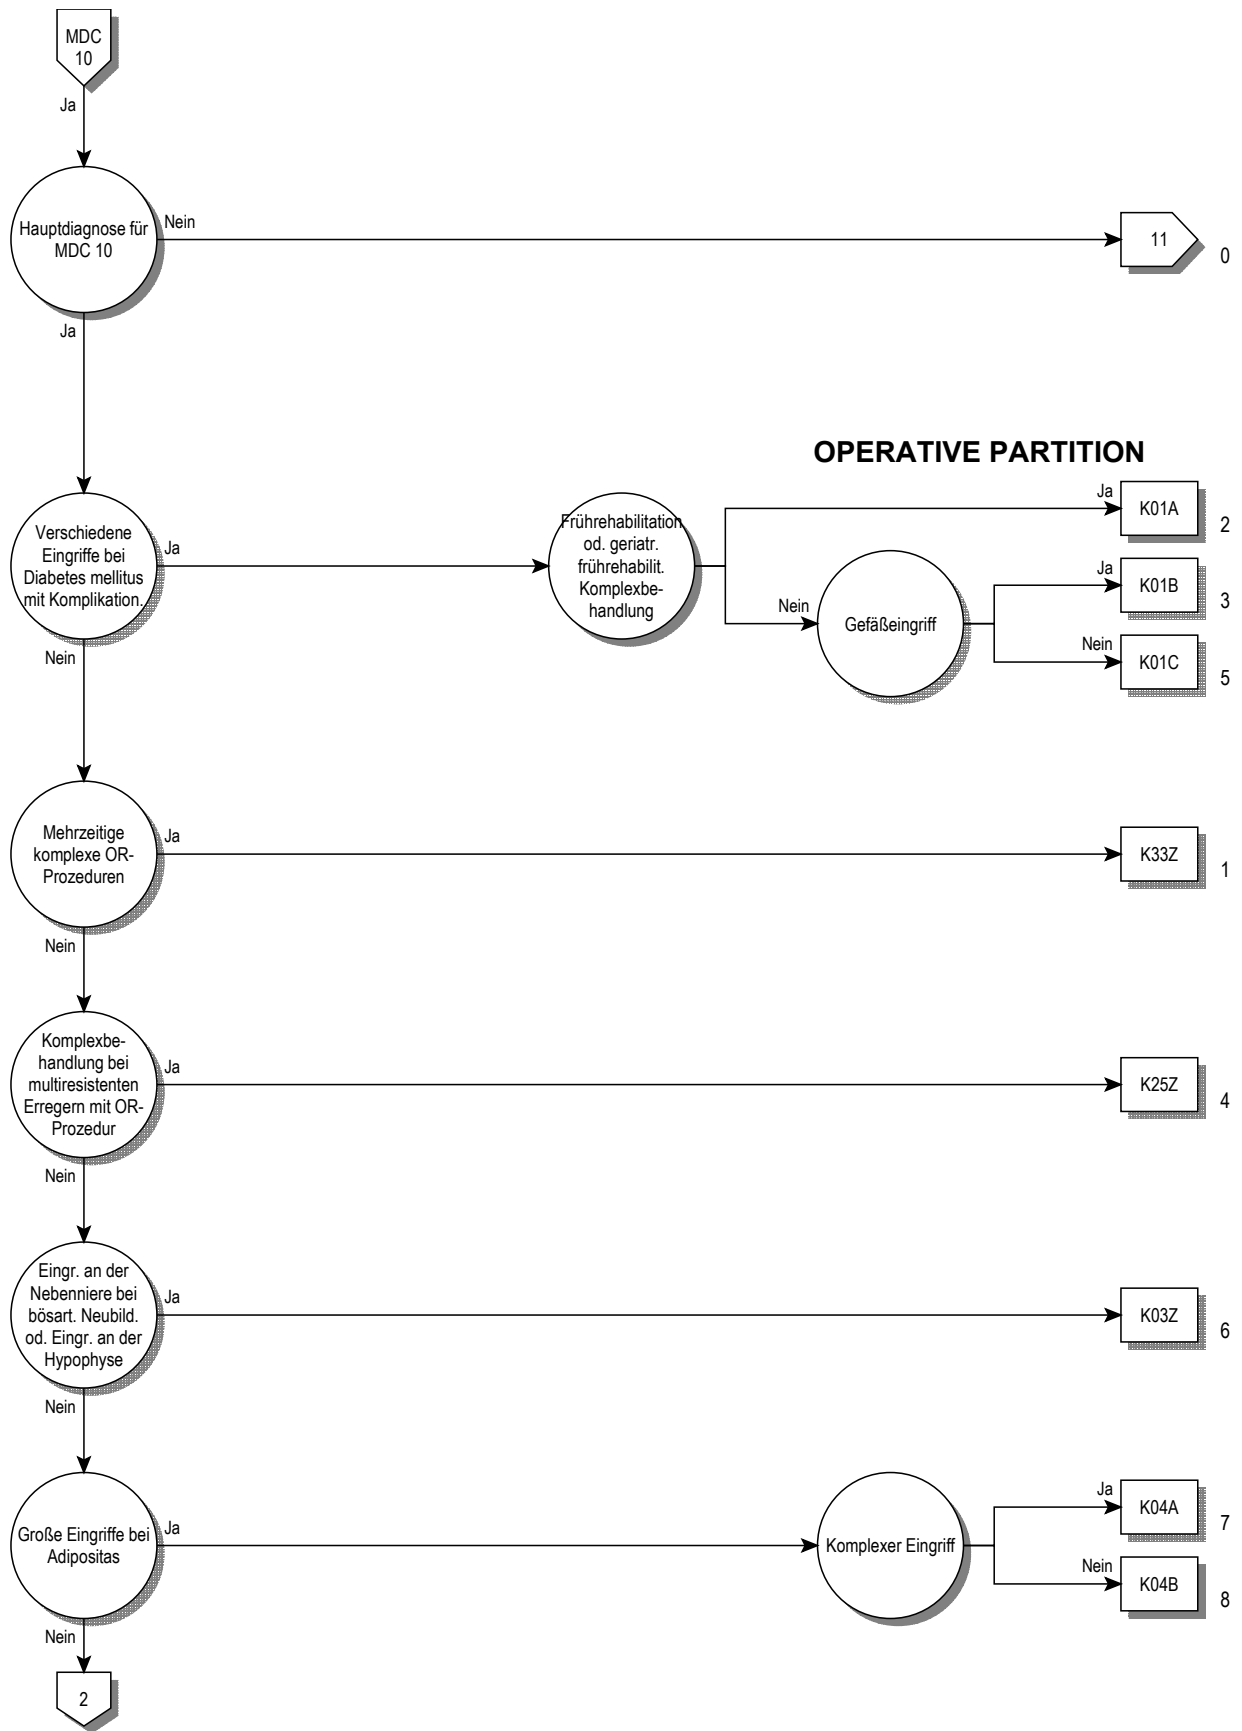 MDC
10
Ja
Hauptdiagnose für
MDC 10
Nein
11
0
Ja
OPERATIVE PARTITION
Verschiedene
Eingriffe bei
Diabetes mellitus
mit Komplikation.
Ja
Frührehabilitation
od. geriatr.
frührehabilit.
Komplexbe-
handlung
Ja
K01A
2
Nein
Gefäßeingriff
Ja
K01B
3
Nein
K01C
5
Nein
Mehrzeitige
komplexe OR-
Prozeduren
Ja
K33Z
1
Nein
Komplexbe-
handlung bei
multiresistenten
Erregern mit OR-
Prozedur
Ja
K25Z
4
Nein
Eingr. an der
Nebenniere bei
bösart. Neubild.
od. Eingr. an der
Hypophyse
Ja
K03Z
6
Nein
Große Eingriffe bei
Adipositas
Ja
Komplexer Eingriff
Ja
K04A
7
Nein
K04B
8
Nein
2